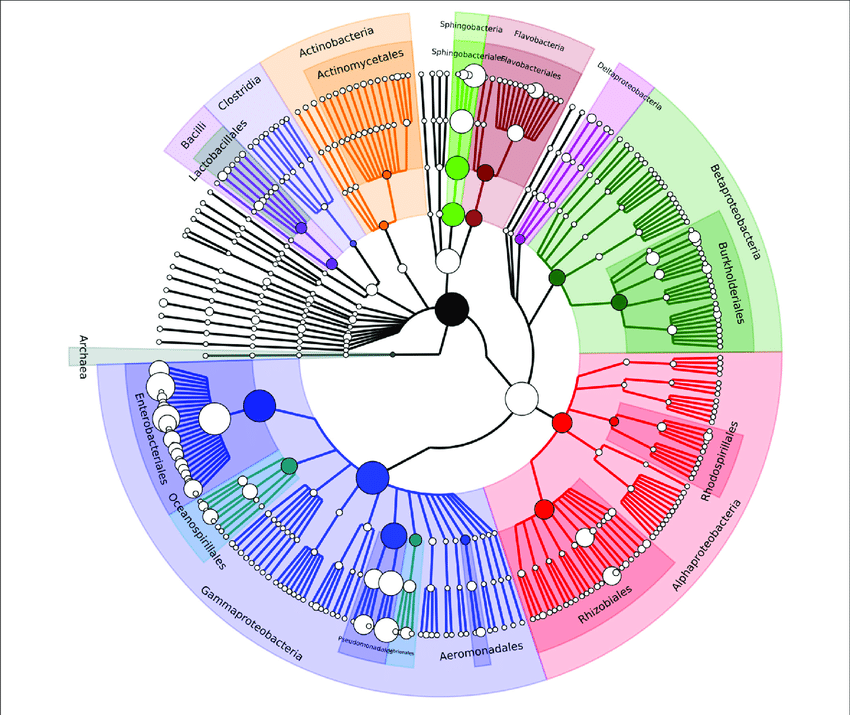 Sphingobacteria
Flavobacteria
Actinobacteria
Sphingobacteriales
Flavobacteriales
Actinomycetales
Deltaproteobacteria
Clostridia
Bacilli
Lactobacillales
Betaproteobacteria
Burkholderiales
Archaea
Enterobacteriales
Rhodospirillales
Oceanospirillales
Alphaproteobacteria
Rhizobiales
Gammaproteobacteria
Pseudomonadales
Aeromonadales